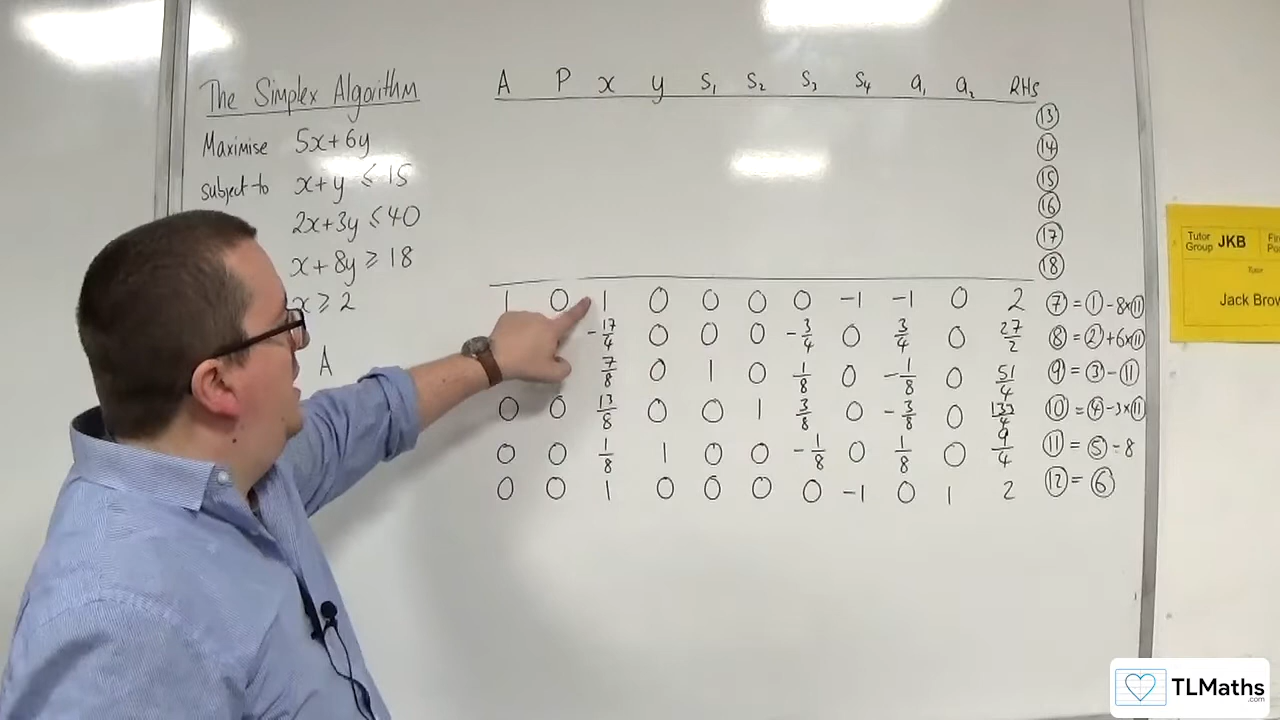 The Simplex Algorithm
Maximise 5x+6y
subject to x+y ≤ 15
2x+3y ≤ 40
x+8y ≥ 18
x ≥ 2
A
A P x y s₁ s₂ s₃ s₄ a₁ a₂ RHS
⑬
⑭
⑮
⑯
⑰
⑱
1 0 1 0 0 0 0 -1 -1 0 2 ⑦ = ① - 8×⑪
-17/4 0 0 0 -3/4 0 3/4 0 27/2 ⑧ = ② + 6×⑪
7/8 0 1 0 1/8 0 -1/8 0 51/4 ⑨ = ③ - ⑪
0 0 13/8 0 0 1 3/8 0 -3/8 0 133/4 ⑩ = ④ - 3×⑪
0 0 1/8 1 0 0 -1/8 0 1/8 0 9/4 ⑪ = ⑤ ÷ 8
0 0 1 0 0 0 0 -1 0 1 2 ⑫ = ⑥
Tutor Group JKB
Tutor
Jack
TLMaths
.com